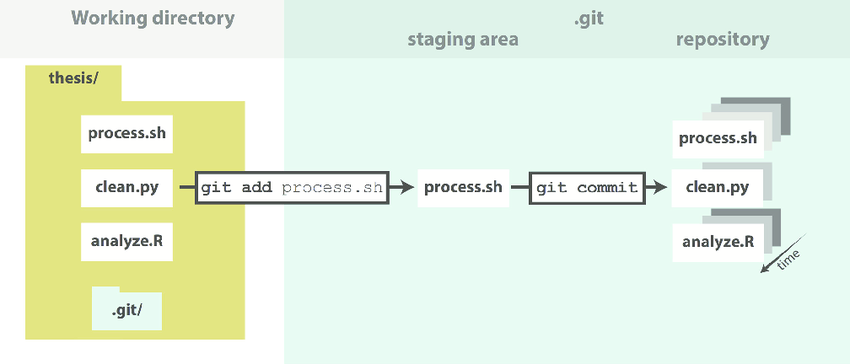 Working directory
.git
staging area
repository
thesis/
process.sh
clean.py
analyze.R
.git/
git add process.sh
process.sh
git commit
process.sh
clean.py
analyze.R
time